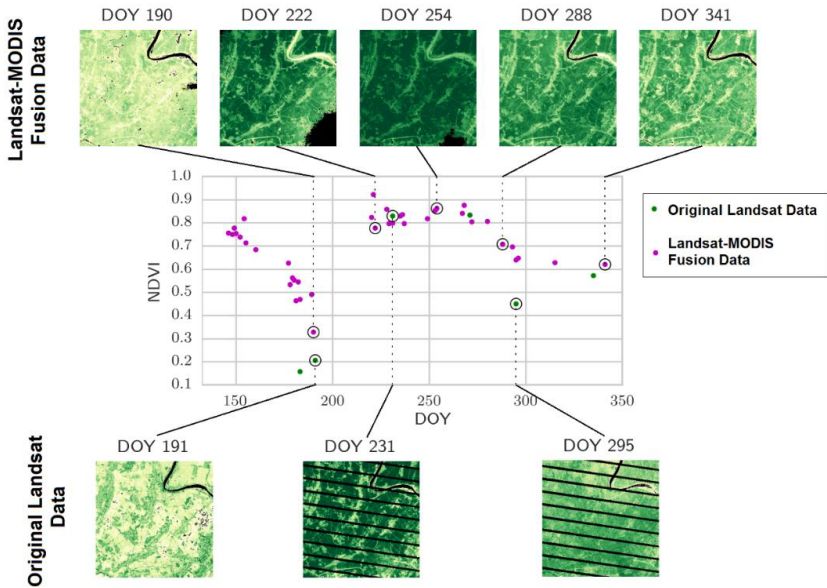 Landsat-MODIS
Fusion Data
DOY 190
DOY 222
DOY 254
DOY 288
DOY 341
1.0
0.9
0.8
0.7
0.6
0.5
0.4
0.3
0.2
0.1
NDVI
150
200
250
300
350
DOY
Original Landsat Data
Landsat-MODIS
Fusion Data
Original Landsat
Data
DOY 191
DOY 231
DOY 295